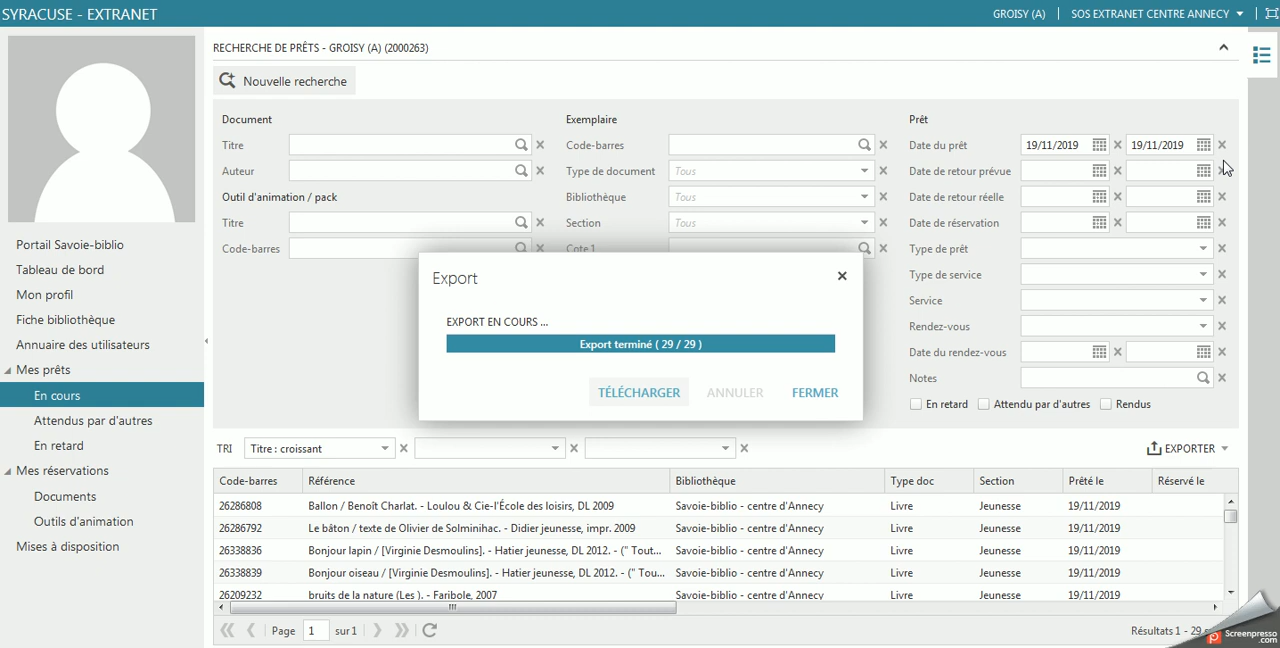 SYRACUSE - EXTRANET
GROISY (A)
SOS EXTRANET CENTRE ANNECY
Portail Savoie-biblio
Tableau de bord
Mon profil
Fiche bibliothèque
Annuaire des utilisateurs
Mes prêts
En cours
Attendus par d'autres
En retard
Mes réservations
Documents
Outils d'animation
Mises à disposition
RECHERCHE DE PRÊTS - GROISY (A) (2000263)
Nouvelle recherche
Document
Titre
Auteur
Outil d'animation / pack
Titre
Code-barres
Exemplaire
Code-barres
Type de document Tous
Bibliothèque Tous
Section Tous
Cote 1
Prêt
Date du prêt 19/11/2019 19/11/2019
Date de retour prévue
Date de retour réelle
Date de réservation
Type de prêt
Type de service
Service
Rendez-vous
Date du rendez-vous
Notes
En retard Attendu par d'autres Rendus
Export
EXPORT EN COURS ...
Export terminé ( 29 / 29 )
TÉLÉCHARGER ANNULER FERMER
TRI Titre : croissant
EXPORTER
Code-barres Référence Bibliothèque Type doc Section Prêté le Réservé le
26286808 Ballon / Benoît Charlat. - Loulou & Cie-l'École des loisirs, DL 2009 Savoie-biblio - centre d'Annecy Livre Jeunesse 19/11/2019
26286792 Le bâton / texte de Olivier de Solminihac. - Didier jeunesse, impr. 2009 Savoie-biblio - centre d'Annecy Livre Jeunesse 19/11/2019
26338836 Bonjour lapin / [Virginie Desmoulins]. - Hatier jeunesse, DL 2012. - (" Tout... Savoie-biblio - centre d'Annecy Livre Jeunesse 19/11/2019
26338839 Bonjour oiseau / [Virginie Desmoulins]. - Hatier jeunesse, DL 2012. - (" Tou... Savoie-biblio - centre d'Annecy Livre Jeunesse 19/11/2019
26209232 bruits de la nature (Les ). - Faribole, 2007 Savoie-biblio - centre d'Annecy Livre Jeunesse 19/11/2019
Page 1 sur 1
Résultats 1 - 29
Screenpresso
.com